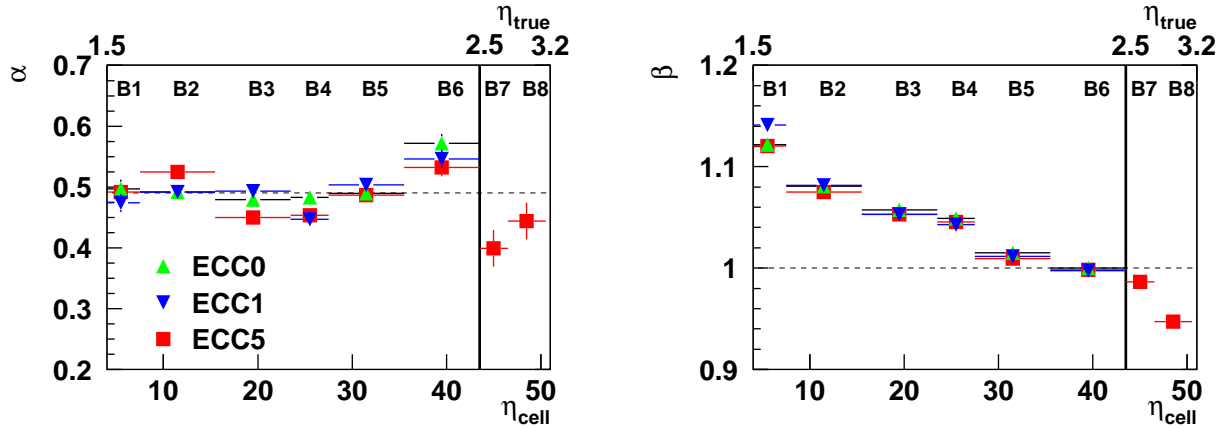 η_true
1.5 2.5 3.2
α
0.7
0.6
0.5
0.4
0.3
0.2
B1 B2 B3 B4 B5 B6 B7 B8
ECC0
ECC1
ECC5
10 20 30 40 50
η_cell
η_true
1.5 2.5 3.2
β
1.2
1.1
1
0.9
B1 B2 B3 B4 B5 B6 B7 B8
10 20 30 40 50
η_cell